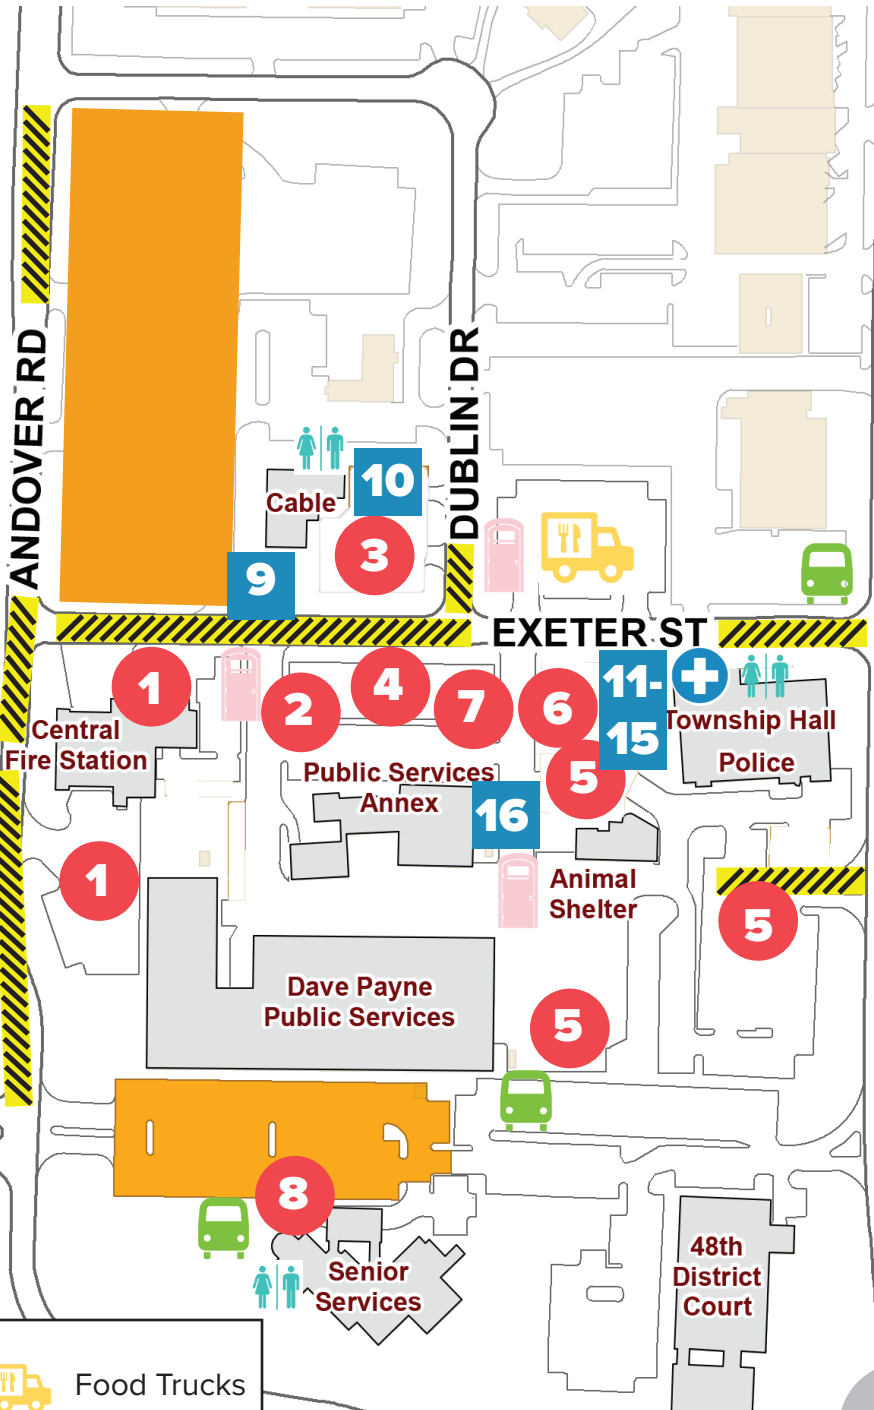 ANDOVER RD
DUBLIN DR
10
Cable
3
9
EXETER ST
1
2
4
7
6
11-
15
Township Hall
Police
Central
Fire Station
Public Services
Annex
5
16
1
Animal
Shelter
5
Dave Payne
Public Services
5
8
Senior
Services
48th
District
Court
Food Trucks